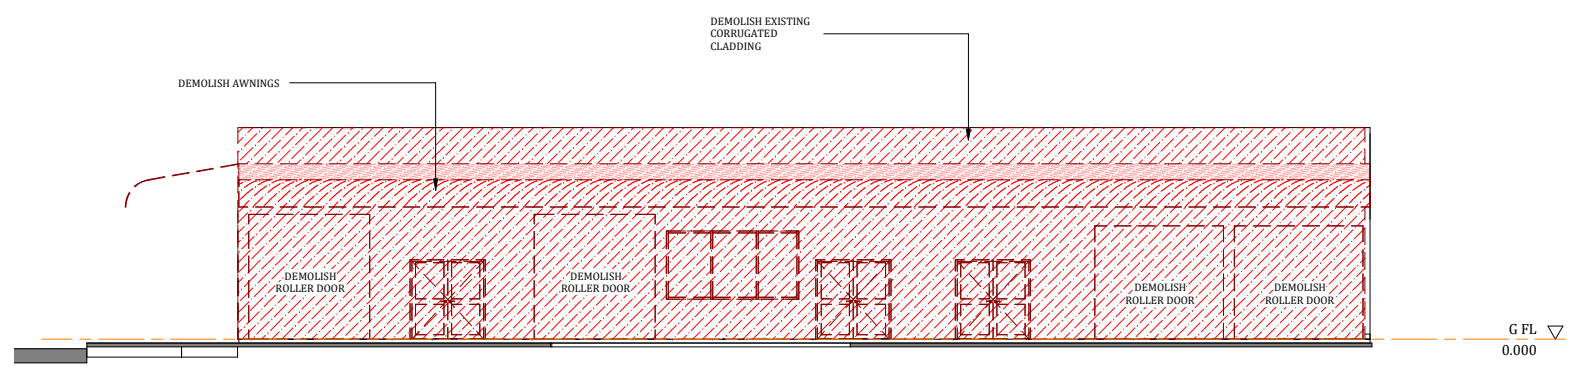 DEMOLISH EXISTING
CORRUGATED
CLADDING
DEMOLISH AWNINGS
DEMOLISH
ROLLER DOOR
DEMOLISH
ROLLER DOOR
DEMOLISH
ROLLER DOOR
DEMOLISH
ROLLER DOOR
G FL
0.000